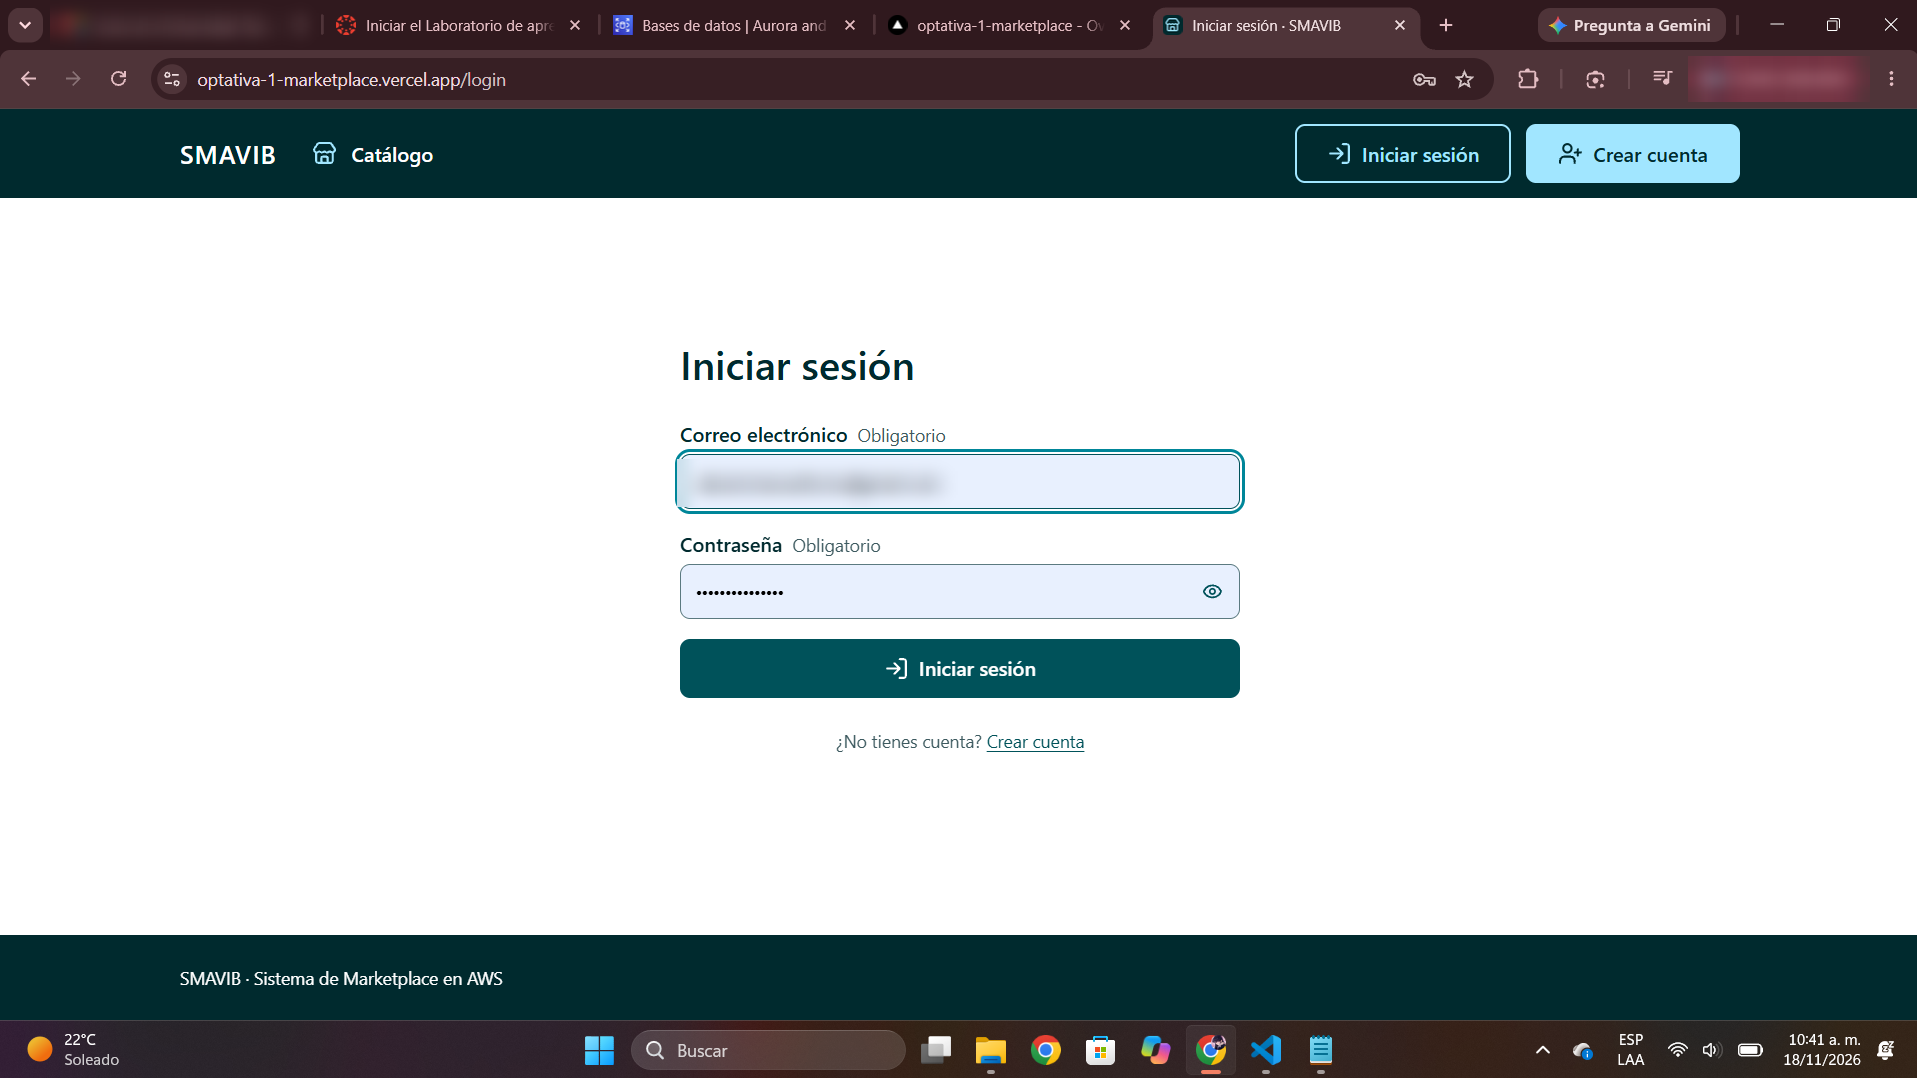 Iniciar el Laboratorio de apre
Bases de datos | Aurora and
optativa-1-marketplace - Ov
Iniciar sesión · SMAVIB
Pregunta a Gemini
optativa-1-marketplace.vercel.app/login
SMAVIB
Catálogo
Iniciar sesión
Crear cuenta
Iniciar sesión
Correo electrónico Obligatorio
Contraseña Obligatorio
Iniciar sesión
¿No tienes cuenta? Crear cuenta
SMAVIB · Sistema de Marketplace en AWS
22°C
Soleado
Buscar
ESP
LAA
10:41 a. m.
18/11/2026